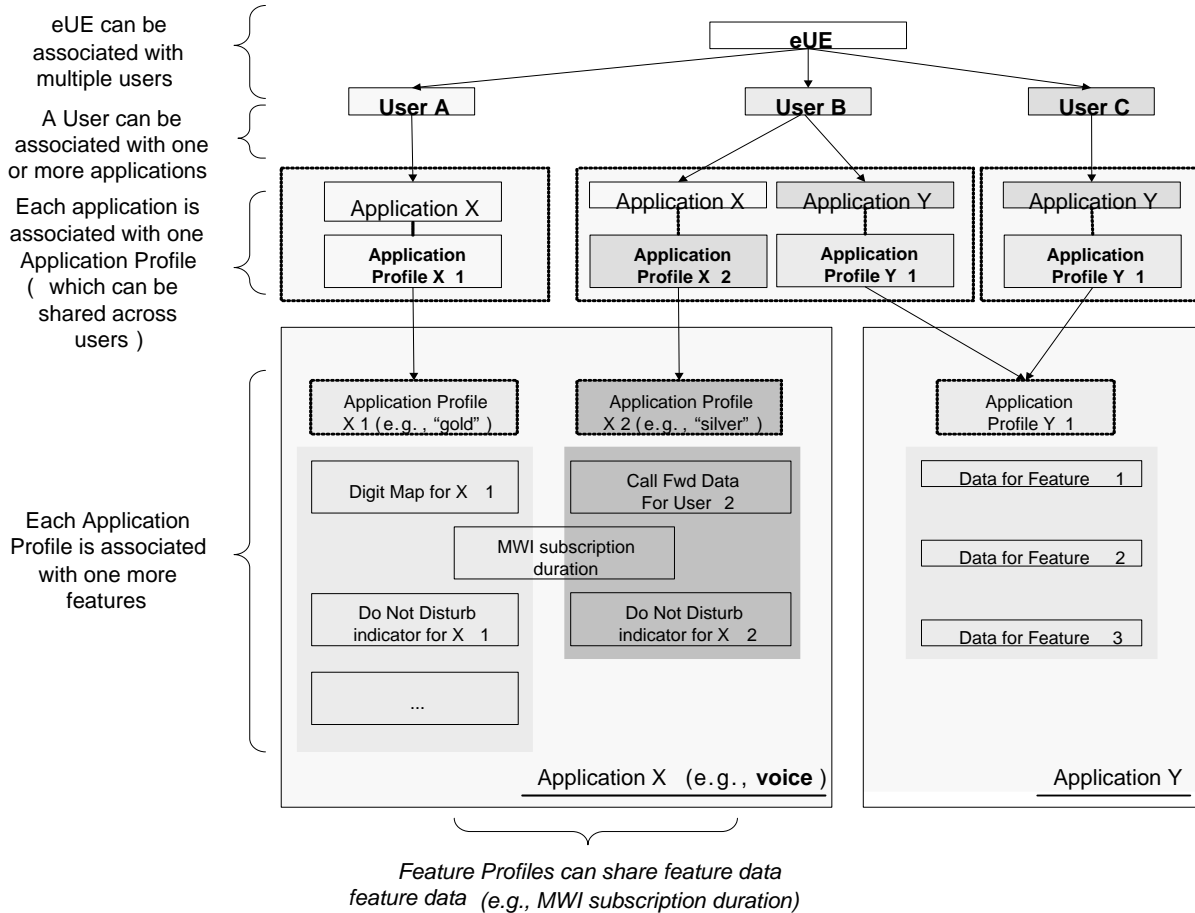 eUE can be
associated with
multiple users
eUE
User A
User B
User C
A User can be
associated with one
or more applications
Each application is
associated with one
Application Profile
( which can be
shared across
users )
Application X
Application X
Application Y
Application Y
Application
Profile X 1
Application
Profile X 2
Application
Profile Y 1
Application
Profile Y 1
Each Application
Profile is associated
with one more
features
Application Profile
X 1 (e.g., “gold” )
Application Profile
X 2 (e.g., “silver” )
Application
Profile Y 1
Digit Map for X 1
Call Fwd Data
For User 2
MWI subscription
duration
Do Not Disturb
indicator for X 1
Do Not Disturb
indicator for X 2
...
Data for Feature 1
Data for Feature 2
Data for Feature 3
Application X (e.g., voice )
Application Y
Feature Profiles can share feature data
feature data (e.g., MWI subscription duration)